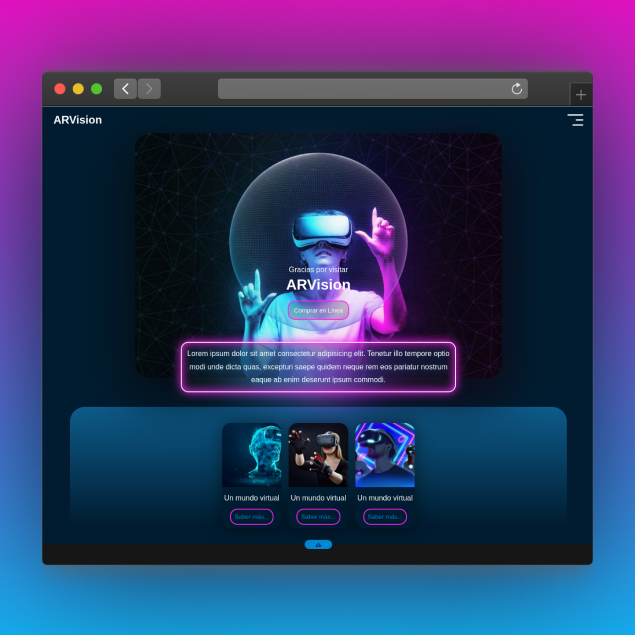 ARVision
Gracias por visitar
ARVision
Comprar en Línea
Lorem ipsum dolor sit amet consectetur adipisicing elit. Tenetur illo tempore optio
modi unde dicta quas, excepturi saepe quidem neque rem eos pariatur nostrum
eaque ab enim deserunt ipsum commodi.
Un mundo virtual Un mundo virtual Un mundo virtual
Saber más... Saber más... Saber más...